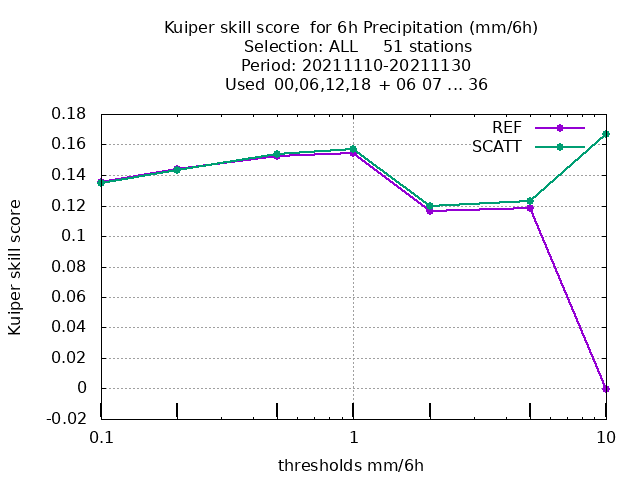 Kuiper skill score  for 6h Precipitation (mm/6h)
Selection: ALL     51 stations
Period: 20211110-20211130
Used  00,06,12,18 + 06 07 ... 36
REF
SCATT
0.18
0.16
0.14
0.12
0.1
0.08
0.06
0.04
0.02
0
-0.02
Kuiper skill score
0.1
1
10
thresholds mm/6h